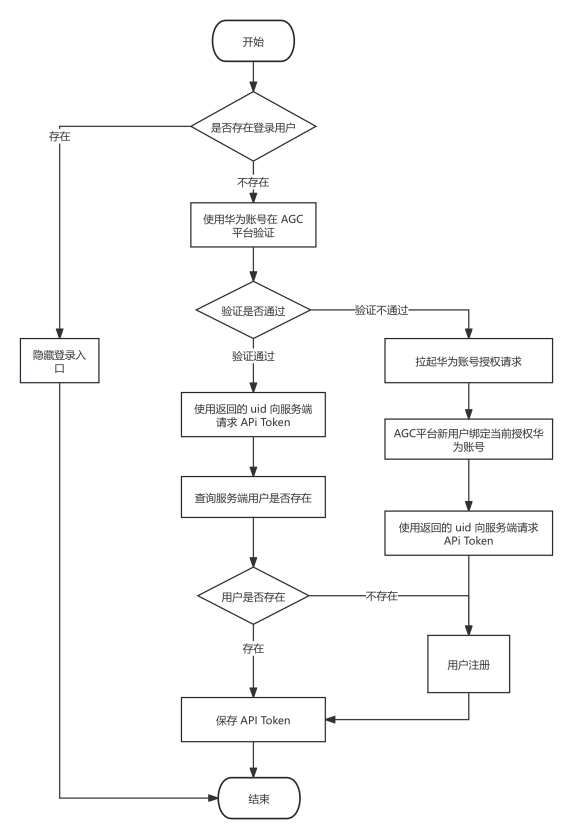 开始
是否存在登录用户
存在
不存在
使用华为账号在 AGC
平台验证
验证是否通过
验证不通过
验证通过
隐藏登录入
口
拉起华为账号授权请求
使用返回的 uid 向服务端
请求 APi Token
AGC平台新用户绑定当前授权华
为账号
查询服务端用户是否存在
使用返回的 uid 向服务端请求
APi Token
用户是否存在
不存在
存在
用户注册
保存 API Token
结束